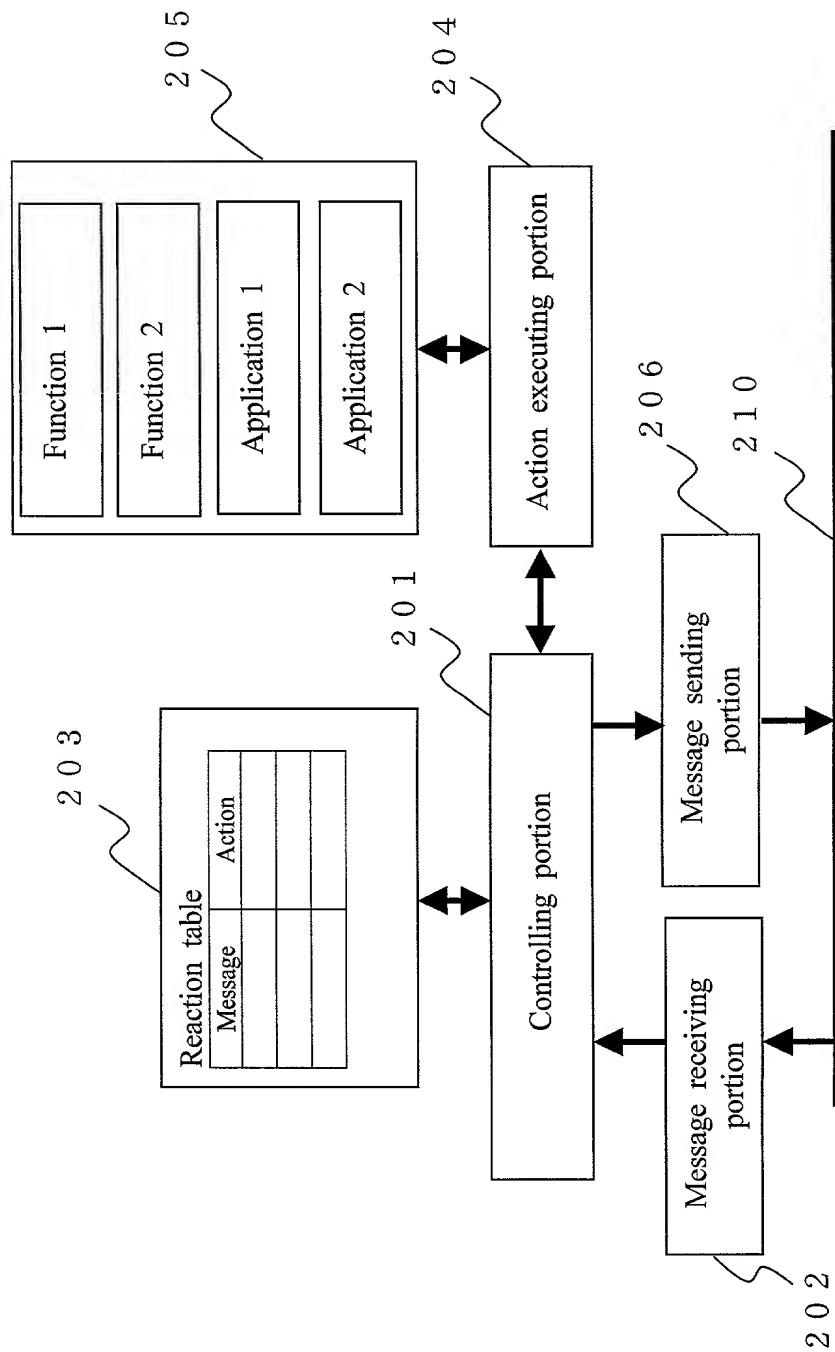 205
Function 1
Function 2
Application 1
Application 2
204
Action executing portion
203
Reaction table
Message Action
201
Controlling portion
206
Message sending
portion
210
Message receiving
portion
202